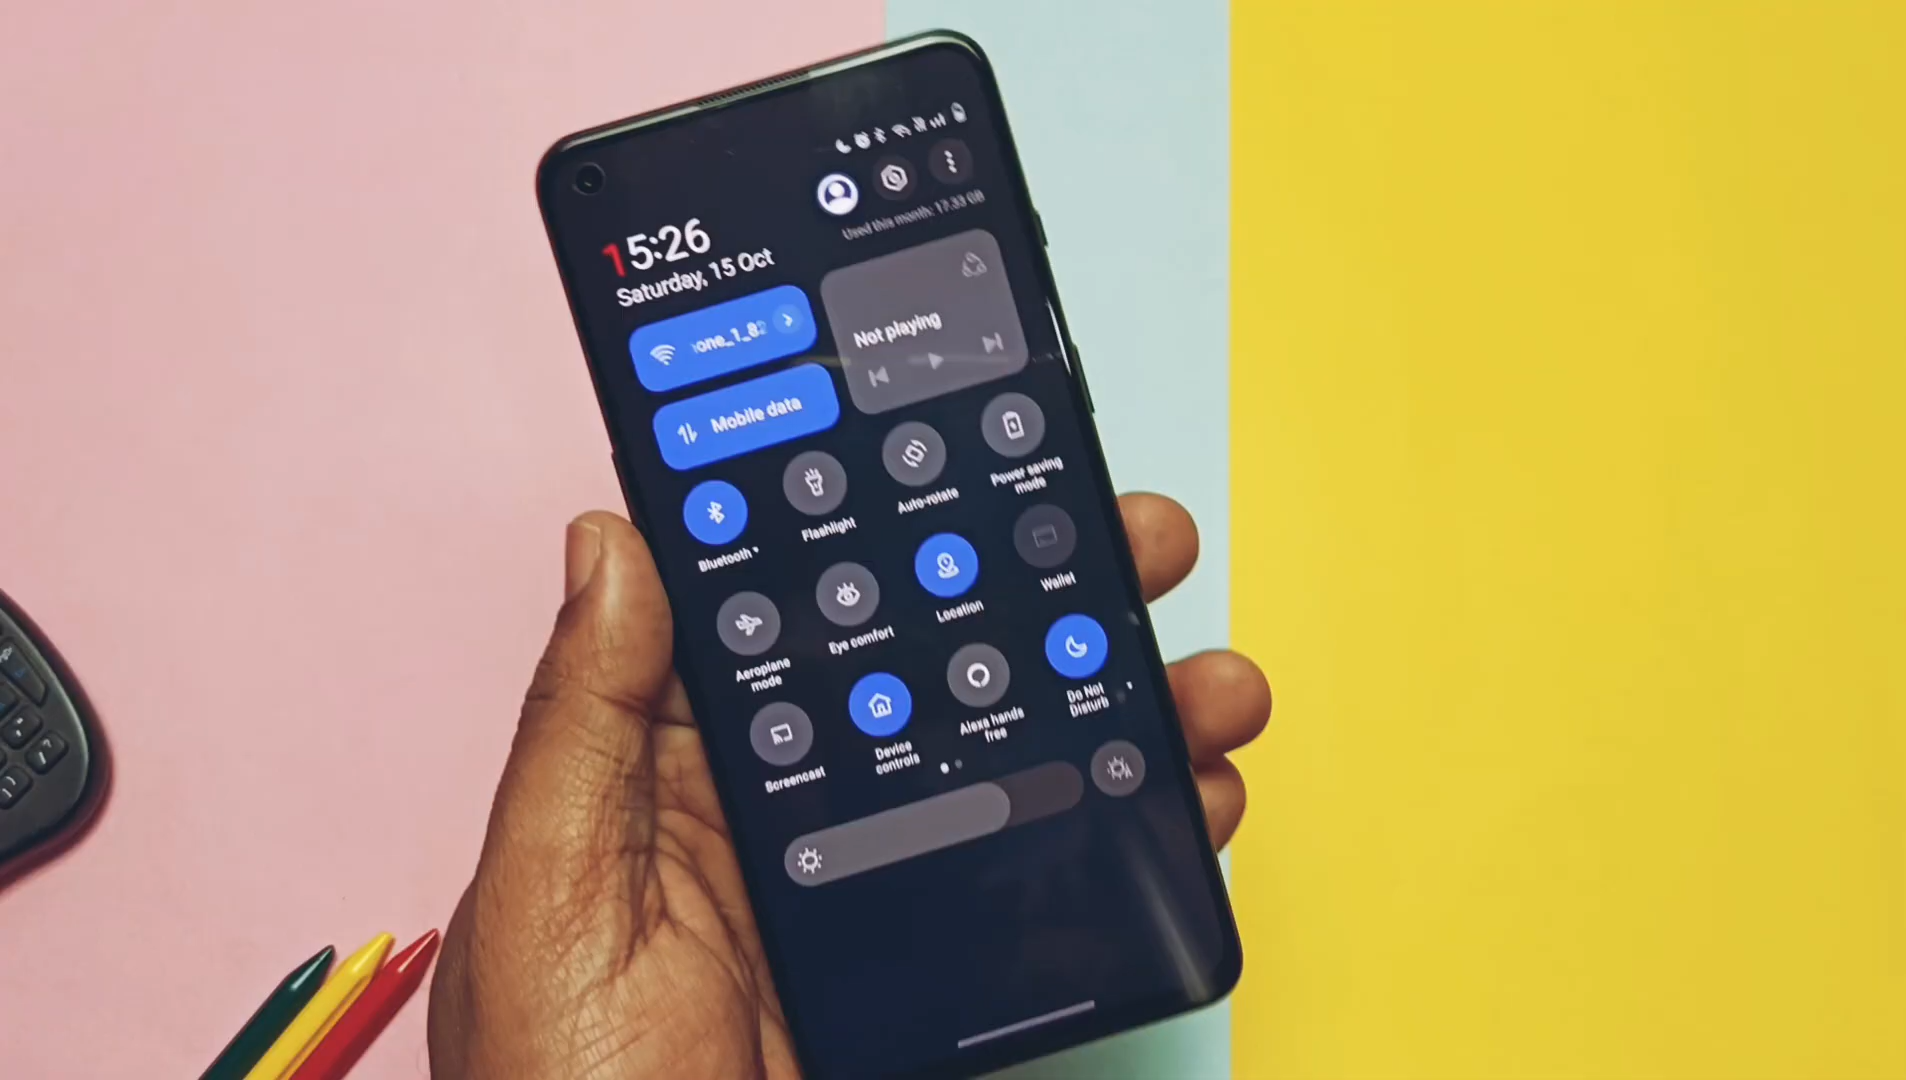 Used this month: 17.33 GB
15:26
Saturday, 15 Oct
one_1_82
Not playing
Mobile data
Bluetooth
Flashlight
Auto-rotate
Power saving
mode
Aeroplane
mode
Eye comfort
Location
Wallet
Screencast
Device
controls
Alexa hands
free
Do Not
Disturb